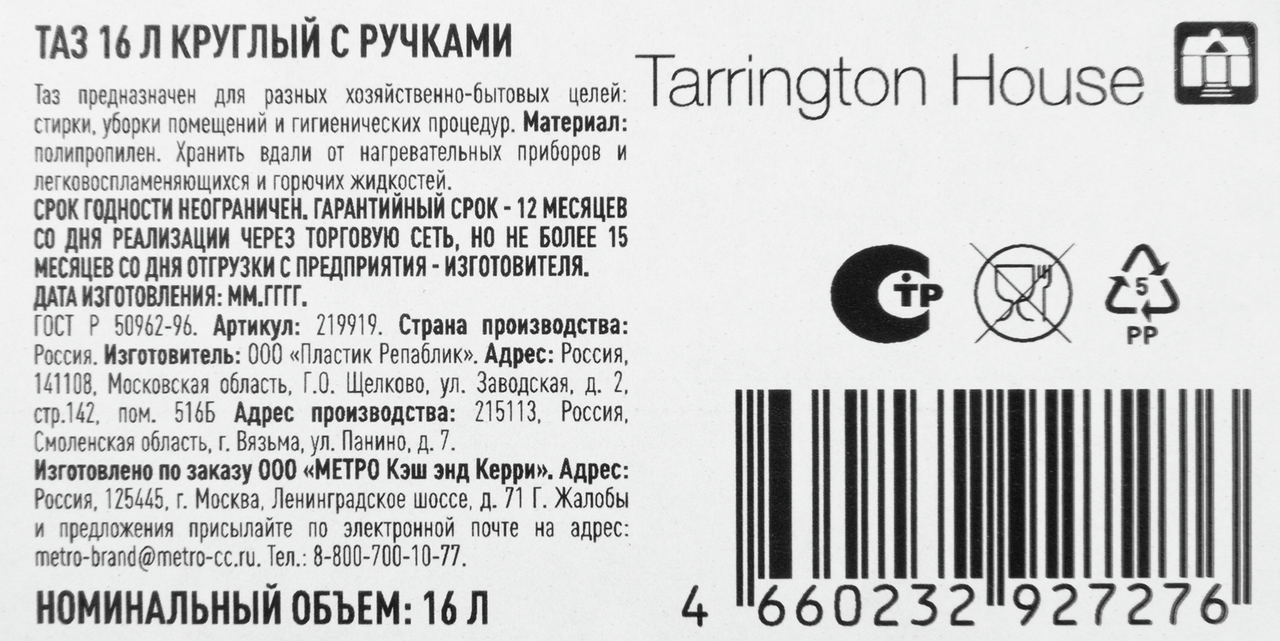 ТАЗ 16 Л КРУГЛЫЙ С РУЧКАМИ
Таз предназначен для разных хозяйственно-бытовых целей:
стирки, уборки помещений и гигиенических процедур. Материал:
полипропилен. Хранить вдали от нагревательных приборов и
легковоспламеняющихся и горючих жидкостей.
СРОК ГОДНОСТИ НЕОГРАНИЧЕН. ГАРАНТИЙНЫЙ СРОК - 12 МЕСЯЦЕВ
СО ДНЯ РЕАЛИЗАЦИИ ЧЕРЕЗ ТОРГОВУЮ СЕТЬ, НО НЕ БОЛЕЕ 15
МЕСЯЦЕВ СО ДНЯ ОТГРУЗКИ С ПРЕДПРИЯТИЯ - ИЗГОТОВИТЕЛЯ.
ДАТА ИЗГОТОВЛЕНИЯ: ММ.ГГГГ.
ГОСТ Р 50962-96. Артикул: 219919. Страна производства:
Россия. Изготовитель: ООО «Пластик Репаблик». Адрес: Россия,
141108, Московская область, Г.О. Щелково, ул. Заводская, д. 2,
стр.142, пом. 516Б Адрес производства: 215113, Россия,
Смоленская область, г. Вязьма, ул. Панино, д. 7.
Изготовлено по заказу ООО «МЕТРО Кэш энд Керри». Адрес:
Россия, 125445, г. Москва, Ленинградское шоссе, д. 71 Г. Жалобы
и предложения присылайте по электронной почте на адрес:
metro-brand@metro-cc.ru. Тел.: 8-800-700-10-77.
НОМИНАЛЬНЫЙ ОБЪЕМ: 16 Л
Tarrington House
СТР
5
PP
4 660232 927276